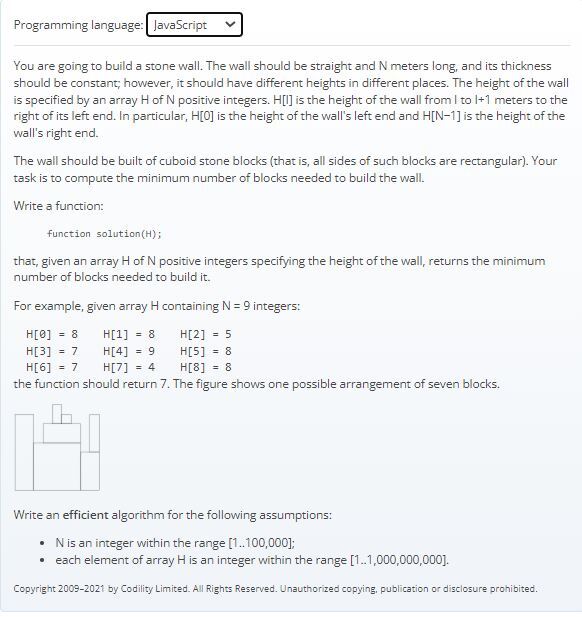 Programming language: JavaScript
You are going to build a stone wall. The wall should be straight and N meters long, and its thickness
should be constant; however, it should have different heights in different places. The height of the wall
is specified by an array H of N positive integers. H[I] is the height of the wall from I to I+1 meters to the
right of its left end. In particular, H[0] is the height of the wall's left end and H[N−1] is the height of the
wall's right end.
The wall should be built of cuboid stone blocks (that is, all sides of such blocks are rectangular). Your
task is to compute the minimum number of blocks needed to build the wall.
Write a function:
function solution(H);
that, given an array H of N positive integers specifying the height of the wall, returns the minimum
number of blocks needed to build it.
For example, given array H containing N = 9 integers:
H[0] = 8 H[1] = 8 H[2] = 5
H[3] = 7 H[4] = 9 H[5] = 8
H[6] = 7 H[7] = 4 H[8] = 8
the function should return 7. The figure shows one possible arrangement of seven blocks.
Write an efficient algorithm for the following assumptions:
• N is an integer within the range [1..100,000];
• each element of array H is an integer within the range [1..1,000,000,000].
Copyright 2009–2021 by Codility Limited. All Rights Reserved. Unauthorized copying, publication or disclosure prohibited.